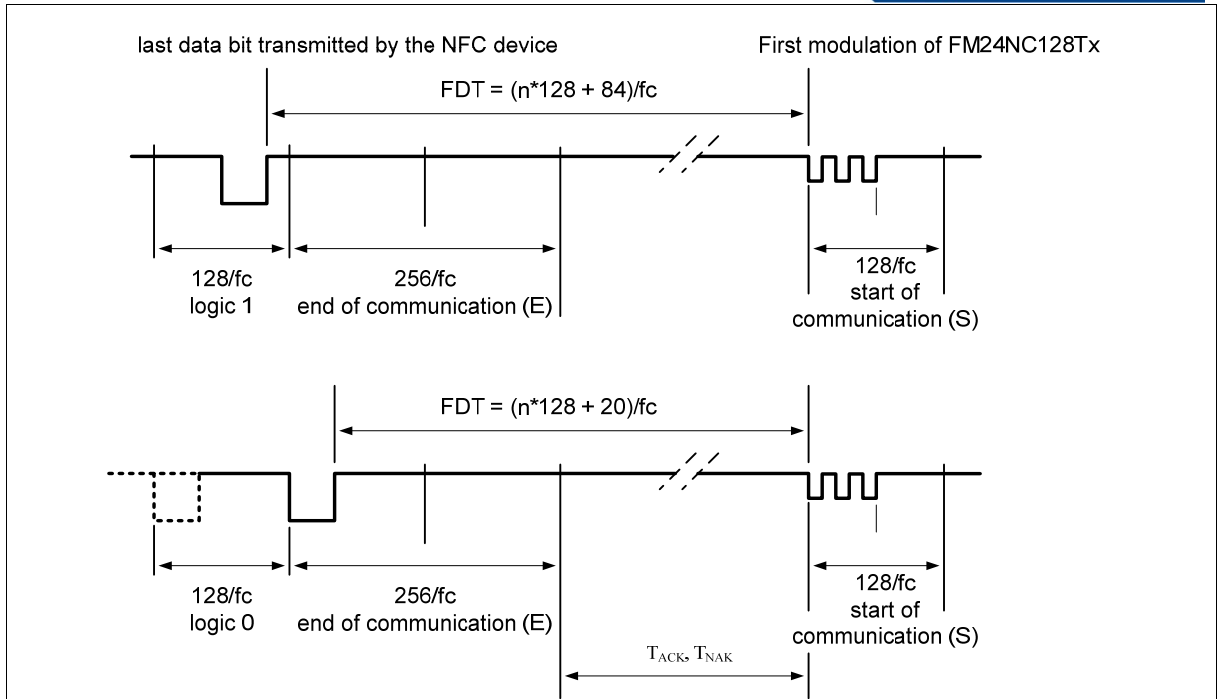 last data bit transmitted by the NFC device
First modulation of FM24NC128Tx
FDT = (n*128 + 84)/fc
128/fc
logic 1
256/fc
end of communication (E)
128/fc
start of
communication (S)
FDT = (n*128 + 20)/fc
128/fc
logic 0
256/fc
end of communication (E)
128/fc
start of
communication (S)
TACK, TNAK